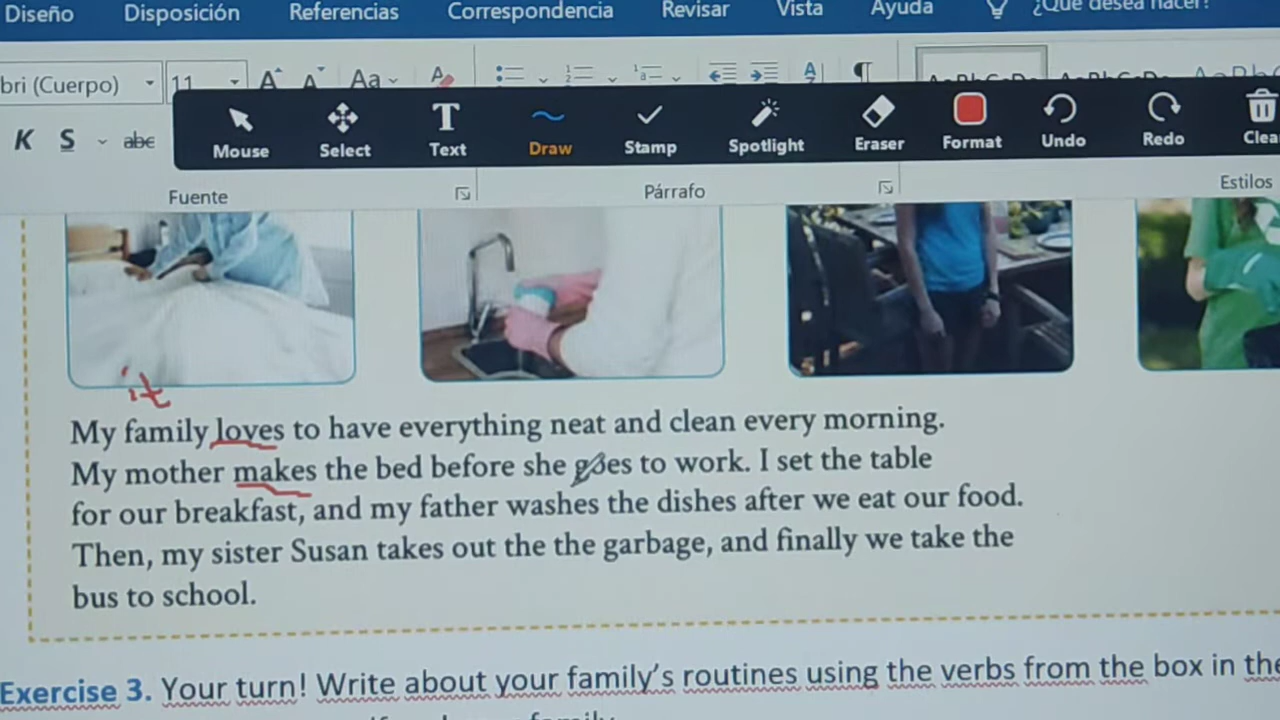 Diseño Disposición Referencias Correspondencia Revisar Vista Ayuda ¿Qué desea hacer?
bri (Cuerpo) 11 A A Aa A
K S abc
Mouse Select Text Draw Stamp Spotlight Eraser Format Undo Redo Clea
Fuente Párrafo Estilos
it
My family loves to have everything neat and clean every morning.
My mother makes the bed before she goes to work. I set the table
for our breakfast, and my father washes the dishes after we eat our food.
Then, my sister Susan takes out the the garbage, and finally we take the
bus to school.
Exercise 3. Your turn! Write about your family's routines using the verbs from the box in the